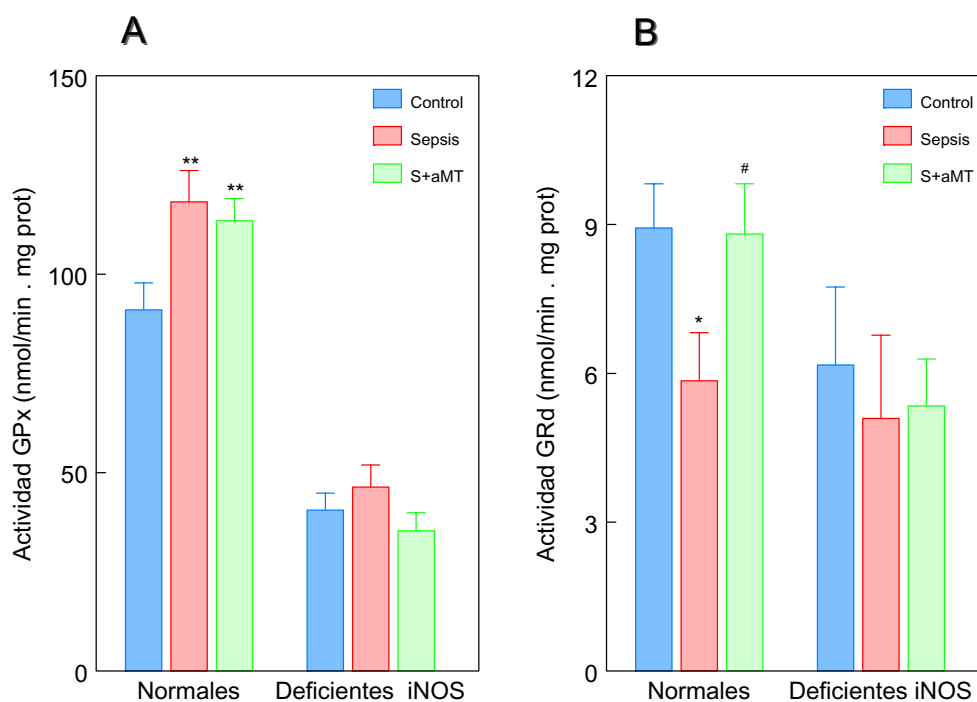 A
Actividad GPx (nmol/min . mg prot)
150
100
50
0
Control
Sepsis
S+aMT
**
**
Normales
Deficientes iNOS
B
Actividad GRd (nmol/min . mg prot)
12
9
6
3
0
Control
Sepsis
S+aMT
*
#
Normales
Deficientes iNOS